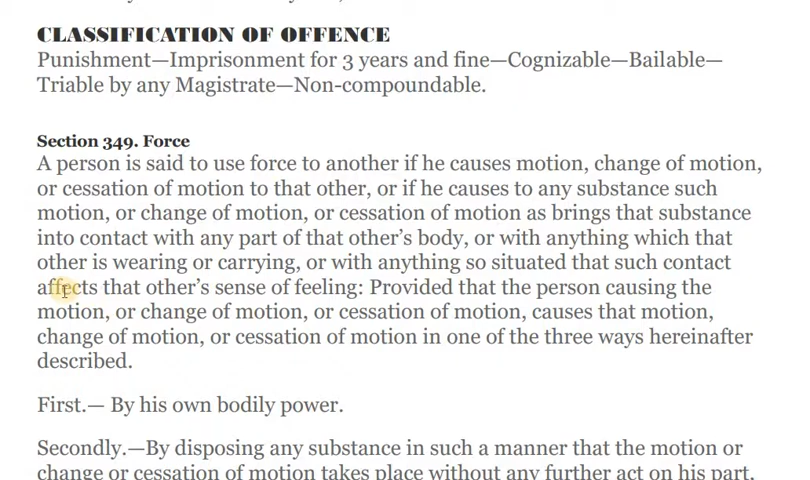 CLASSIFICATION OF OFFENCE
Punishment—Imprisonment for 3 years and fine—Cognizable—Bailable—
Triable by any Magistrate—Non-compoundable.
Section 349. Force
A person is said to use force to another if he causes motion, change of motion,
or cessation of motion to that other, or if he causes to any substance such
motion, or change of motion, or cessation of motion as brings that substance
into contact with any part of that other’s body, or with anything which that
other is wearing or carrying, or with anything so situated that such contact
affects that other’s sense of feeling: Provided that the person causing the
motion, or change of motion, or cessation of motion, causes that motion,
change of motion, or cessation of motion in one of the three ways hereinafter
described.
First.— By his own bodily power.
Secondly.—By disposing any substance in such a manner that the motion or
change or cessation of motion takes place without any further act on his part,